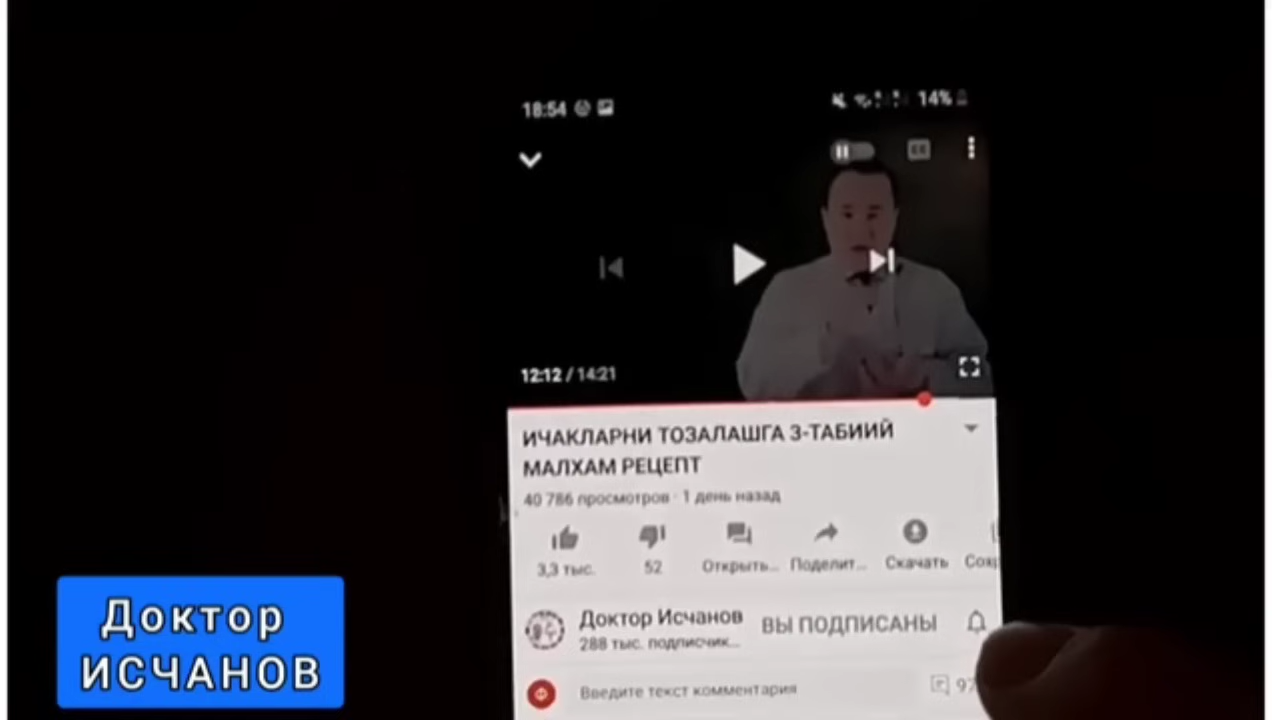 18:54
14%
12:12 / 14:21
ИЧАКЛАРНИ ТОЗАЛАШГА 3-ТАБИИЙ
МАЛХАМ РЕЦЕПТ
40 786 просмотров · 1 день назад
3,3 тыс. 52 Открыть... Поделит... Скачать Сохр
Доктор Исчанов
ВЫ ПОДПИСАНЫ
288 тыс. подписчик...
Введите текст комментария
97
Доктор
ИСЧАНОВ